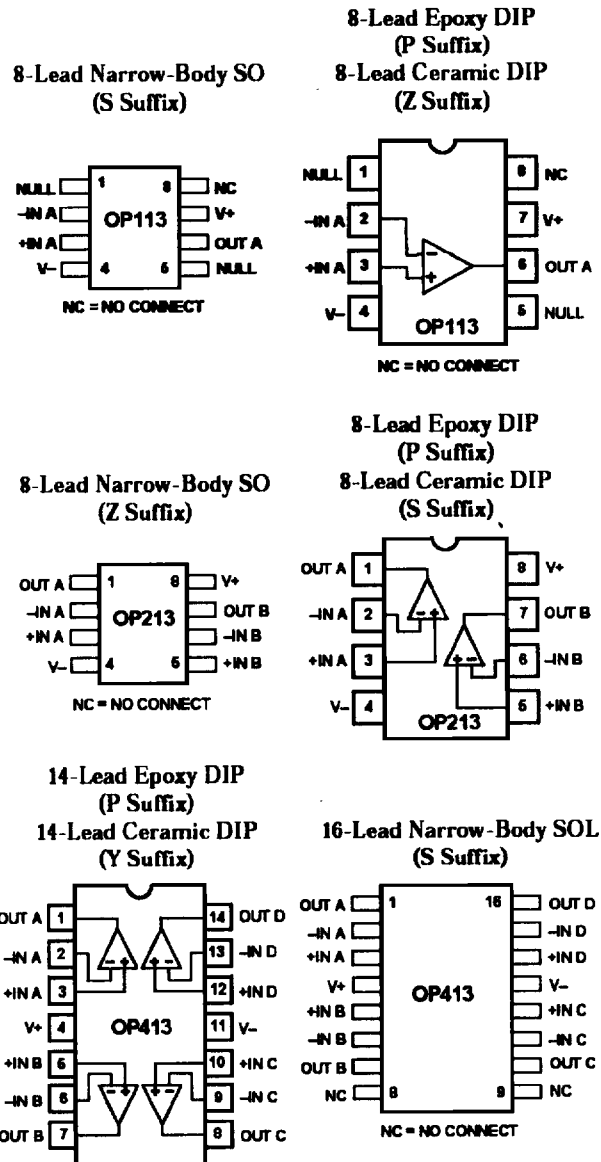 8-Lead Narrow-Body SO
(S Suffix)
NULL 1 8 NC
–IN A OP113 V+
+IN A OUT A
V– 4 5 NULL
NC = NO CONNECT
8-Lead Epoxy DIP
(P Suffix)
8-Lead Ceramic DIP
(Z Suffix)
NULL 1 8 NC
–IN A 2 – 7 V+
+IN A 3 + 6 OUT A
V– 4 OP113 5 NULL
NC = NO CONNECT
8-Lead Narrow-Body SO
(Z Suffix)
OUT A 1 8 V+
–IN A OP213 OUT B
+IN A –IN B
V– 4 5 +IN B
NC = NO CONNECT
8-Lead Epoxy DIP
(P Suffix)
8-Lead Ceramic DIP
(S Suffix)
OUT A 1 8 V+
–IN A 2 – + 7 OUT B
+IN A 3 + – 6 –IN B
V– 4 OP213 5 +IN B
14-Lead Epoxy DIP
(P Suffix)
14-Lead Ceramic DIP
(Y Suffix)
OUT A 1 14 OUT D
–IN A 2 – + + – 13 –IN D
+IN A 3 12 +IN D
V+ 4 OP413 11 V–
+IN B 5 10 +IN C
–IN B 6 – + + – 9 –IN C
OUT B 7 8 OUT C
16-Lead Narrow-Body SOL
(S Suffix)
OUT A 1 16 OUT D
–IN A –IN D
+IN A +IN D
V+ OP413 V–
+IN B +IN C
–IN B –IN C
OUT B OUT C
NC 8 9 NC
NC = NO CONNECT